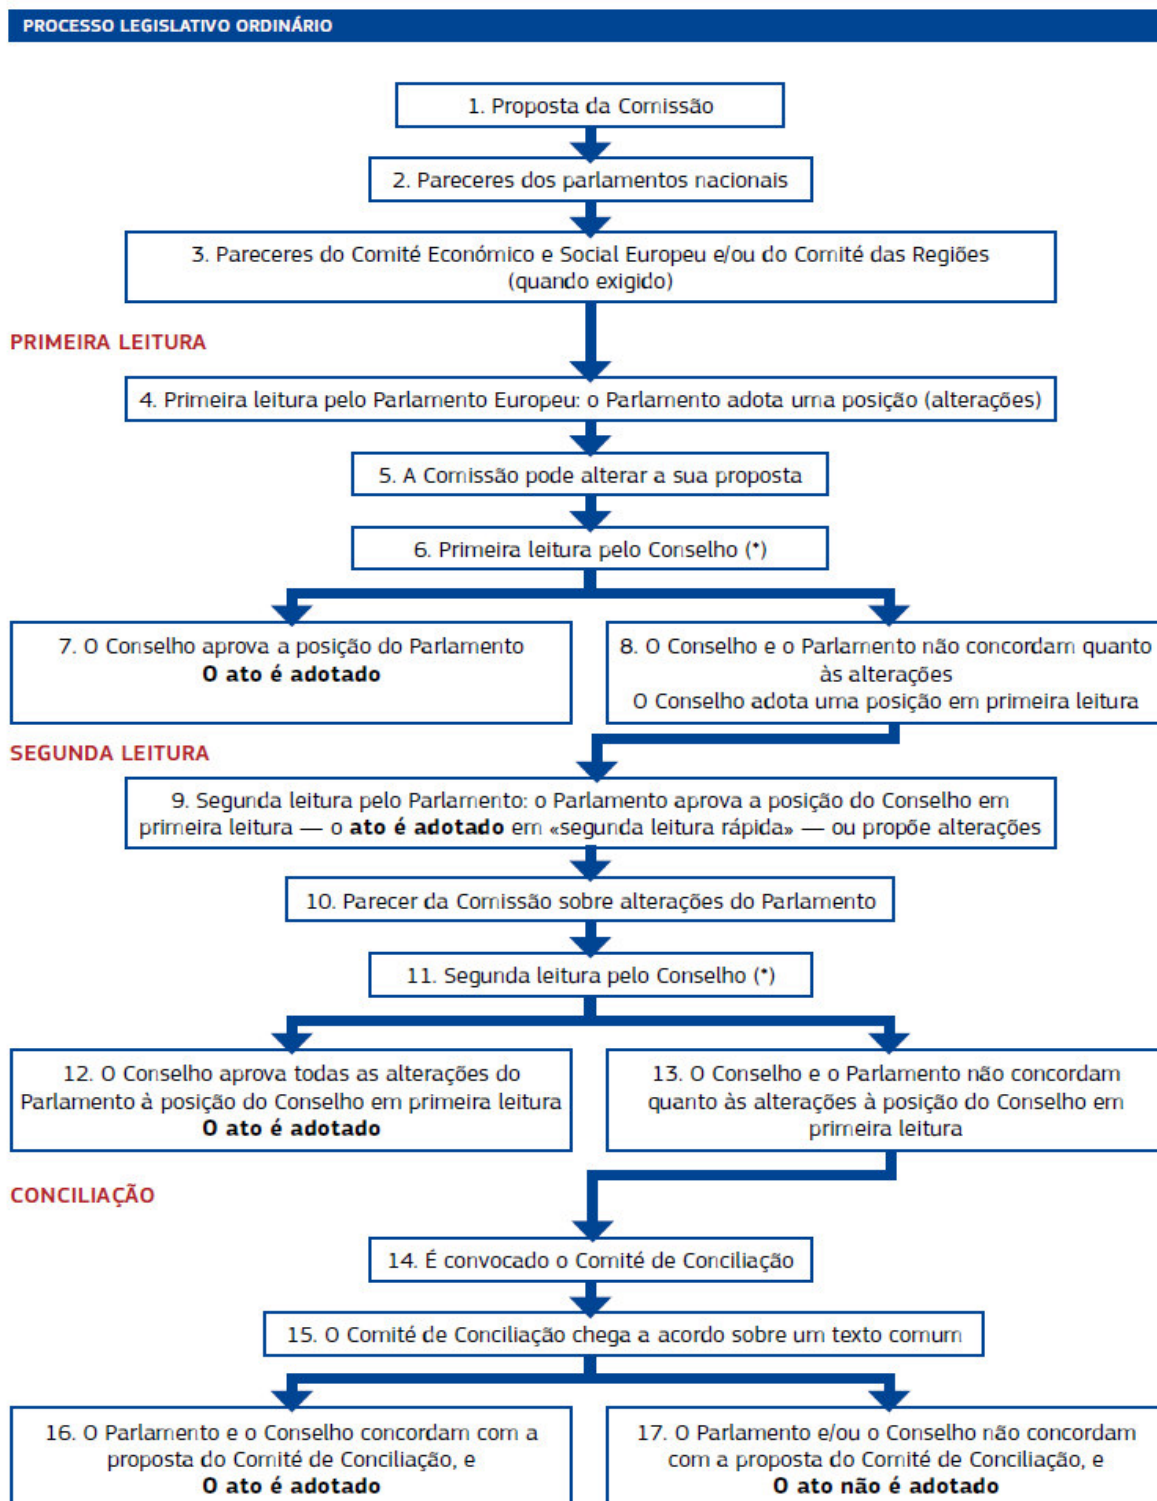 PROCESSO LEGISLATIVO ORDINÁRIO
1. Proposta da Comissão
2. Pareceres dos parlamentos nacionais
3. Pareceres do Comité Económico e Social Europeu e/ou do Comité das Regiões
(quando exigido)
PRIMEIRA LEITURA
4. Primeira leitura pelo Parlamento Europeu: o Parlamento adota uma posição (alterações)
5. A Comissão pode alterar a sua proposta
6. Primeira leitura pelo Conselho (*)
7. O Conselho aprova a posição do Parlamento
O ato é adotado
8. O Conselho e o Parlamento não concordam quanto
às alterações
O Conselho adota uma posição em primeira leitura
SEGUNDA LEITURA
9. Segunda leitura pelo Parlamento: o Parlamento aprova a posição do Conselho em
primeira leitura — o ato é adotado em «segunda leitura rápida» — ou propõe alterações
10. Parecer da Comissão sobre alterações do Parlamento
11. Segunda leitura pelo Conselho (*)
12. O Conselho aprova todas as alterações do
Parlamento à posição do Conselho em primeira leitura
O ato é adotado
13. O Conselho e o Parlamento não concordam
quanto às alterações à posição do Conselho em
primeira leitura
CONCILIAÇÃO
14. É convocado o Comité de Conciliação
15. O Comité de Conciliação chega a acordo sobre um texto comum
16. O Parlamento e o Conselho concordam com a
proposta do Comité de Conciliação, e
O ato é adotado
17. O Parlamento e/ou o Conselho não concordam
com a proposta do Comité de Conciliação, e
O ato não é adotado